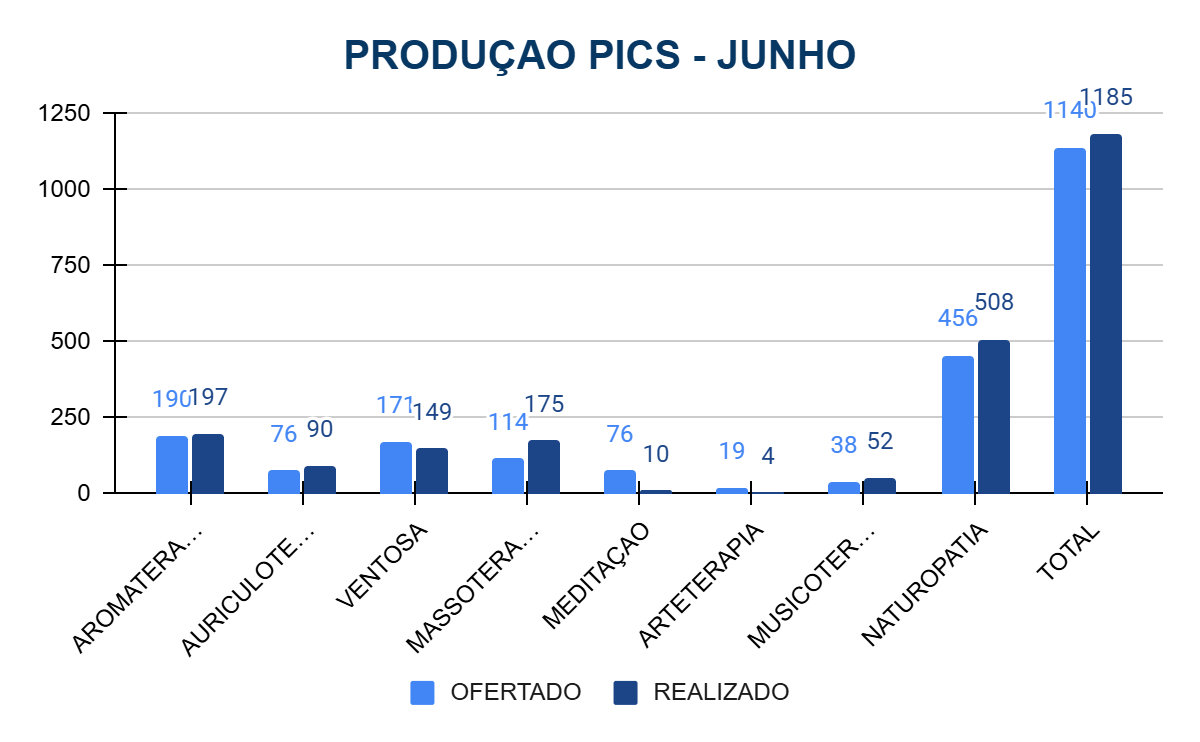 PRODUÇAO PICS - JUNHO
1250
1000
750
500
250
0
190
197
76
90
171
149
114
175
76
10
19
4
38
52
456
508
1140
1185
AROMATERA...
AURICULOTE...
VENTOSA
MASSOTERA...
MEDITAÇAO
ARTETERAPIA
MUSICOTER...
NATUROPATIA
TOTAL
OFERTADO
REALIZADO